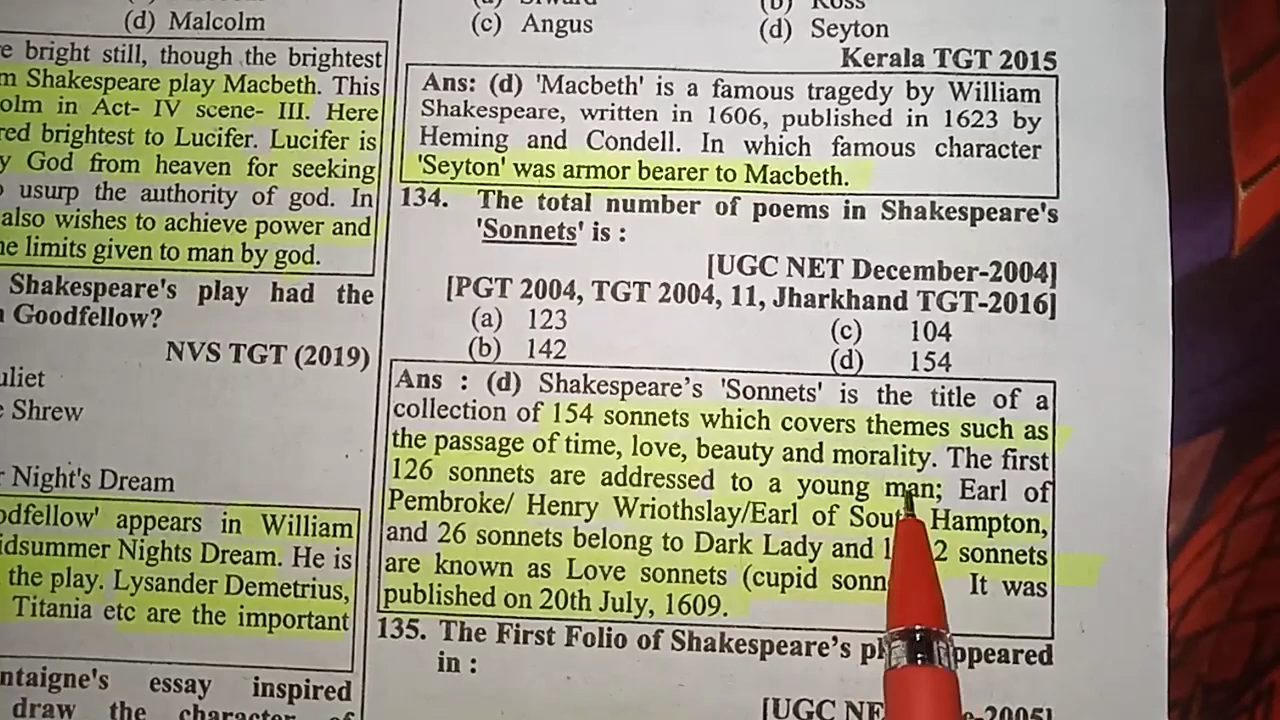 (d) Malcolm
e bright still, though the brightest
m Shakespeare play Macbeth. This
olm in Act- IV scene- III. Here
red brightest to Lucifer. Lucifer is
y God from heaven for seeking
usurp the authority of god. In
also wishes to achieve power and
ne limits given to man by god.
Shakespeare's play had the
Goodfellow?
NVS TGT (2019)
uliet
e Shrew
r Night's Dream
odfellow' appears in William
idsummer Nights Dream. He is
the play. Lysander Demetrius,
Titania etc are the important
ntaigne's essay inspired
draw the character of
(b) Ross
(c) Angus (d) Seyton
Kerala TGT 2015
Ans: (d) 'Macbeth' is a famous tragedy by William
Shakespeare, written in 1606, published in 1623 by
Heming and Condell. In which famous character
'Seyton' was armor bearer to Macbeth.
134. The total number of poems in Shakespeare's
'Sonnets' is :
[UGC NET December-2004]
[PGT 2004, TGT 2004, 11, Jharkhand TGT-2016]
(a) 123 (c) 104
(b) 142 (d) 154
Ans : (d) Shakespeare's 'Sonnets' is the title of a
collection of 154 sonnets which covers themes such as
the passage of time, love, beauty and morality. The first
126 sonnets are addressed to a young man; Earl of
Pembroke/ Henry Wriothslay/Earl of South Hampton,
and 26 sonnets belong to Dark Lady and 2 sonnets
are known as Love sonnets (cupid sonn It was
published on 20th July, 1609.
135. The First Folio of Shakespeare's pl ppeared
in :
[UGC NE -2005]